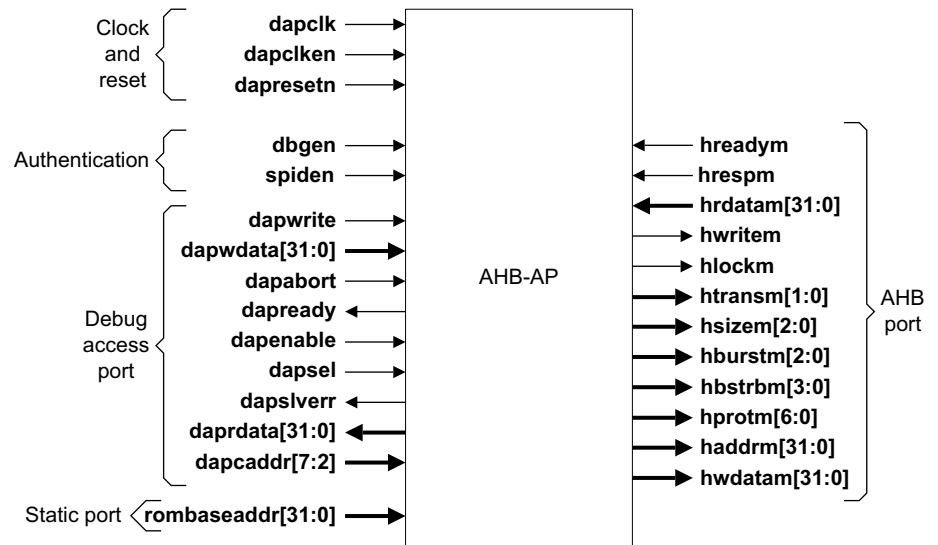 Clock
and
reset
dapclk
dapclken
dapresetn
Authentication
dbgen
spiden
Debug
access
port
dapwrite
dapwdata[31:0]
dapabort
dapready
dapenable
dapsel
dapslverr
daprdata[31:0]
dapcaddr[7:2]
Static port
rombaseaddr[31:0]
AHB-AP
hreadym
hrespm
hrdatam[31:0]
hwritem
hlockm
htransm[1:0]
hsizem[2:0]
hburstm[2:0]
hbstrbm[3:0]
hprotm[6:0]
haddrm[31:0]
hwdatam[31:0]
AHB
port